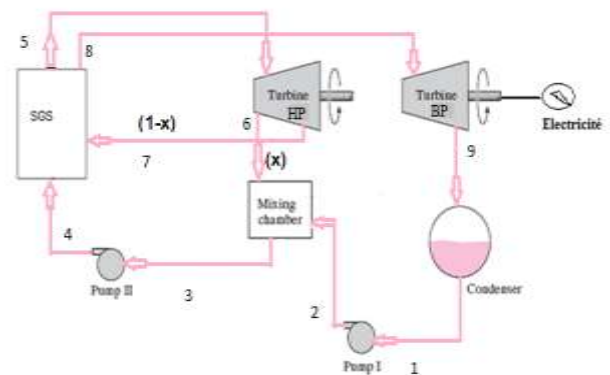 5
8
SGS
Turbine
HP
6
(1-x)
7
(x)
Turbine
BP
Electricité
9
Mixing
chamber
4
Pump II
3
2
Condenser
Pump I
1